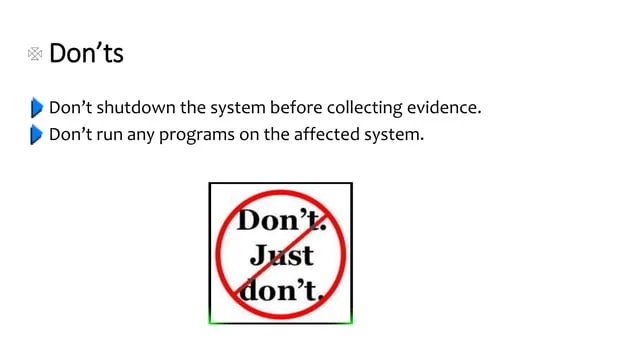 Don’ts
Don’t shutdown the system before collecting evidence.
Don’t run any programs on the affected system.
Don’t.
Just
don’t.